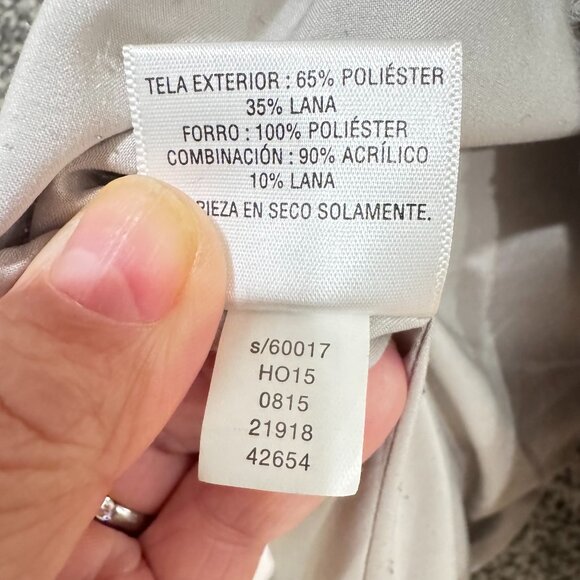 TELA EXTERIOR : 65% POLIÉSTER
35% LANA
FORRO : 100% POLIÉSTER
COMBINACIÓN : 90% ACRÍLICO
10% LANA
PIEZA EN SECO SOLAMENTE.
s/60017
HO15
0815
21918
42654